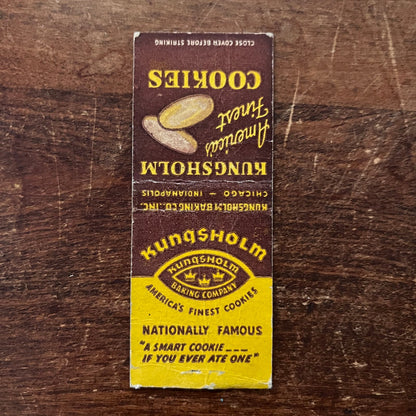 CLOSE COVER BEFORE STRIKING
KUNGSHOLM
America's
Finest
COOKIES
KUNGSHOLM BAKING CO., INC.
CHICAGO — INDIANAPOLIS
KUNGSHOLM
KUNGSHOLM
BAKING COMPANY
AMERICA'S FINEST COOKIES
NATIONALLY FAMOUS
"A SMART COOKIE ---
IF YOU EVER ATE ONE"